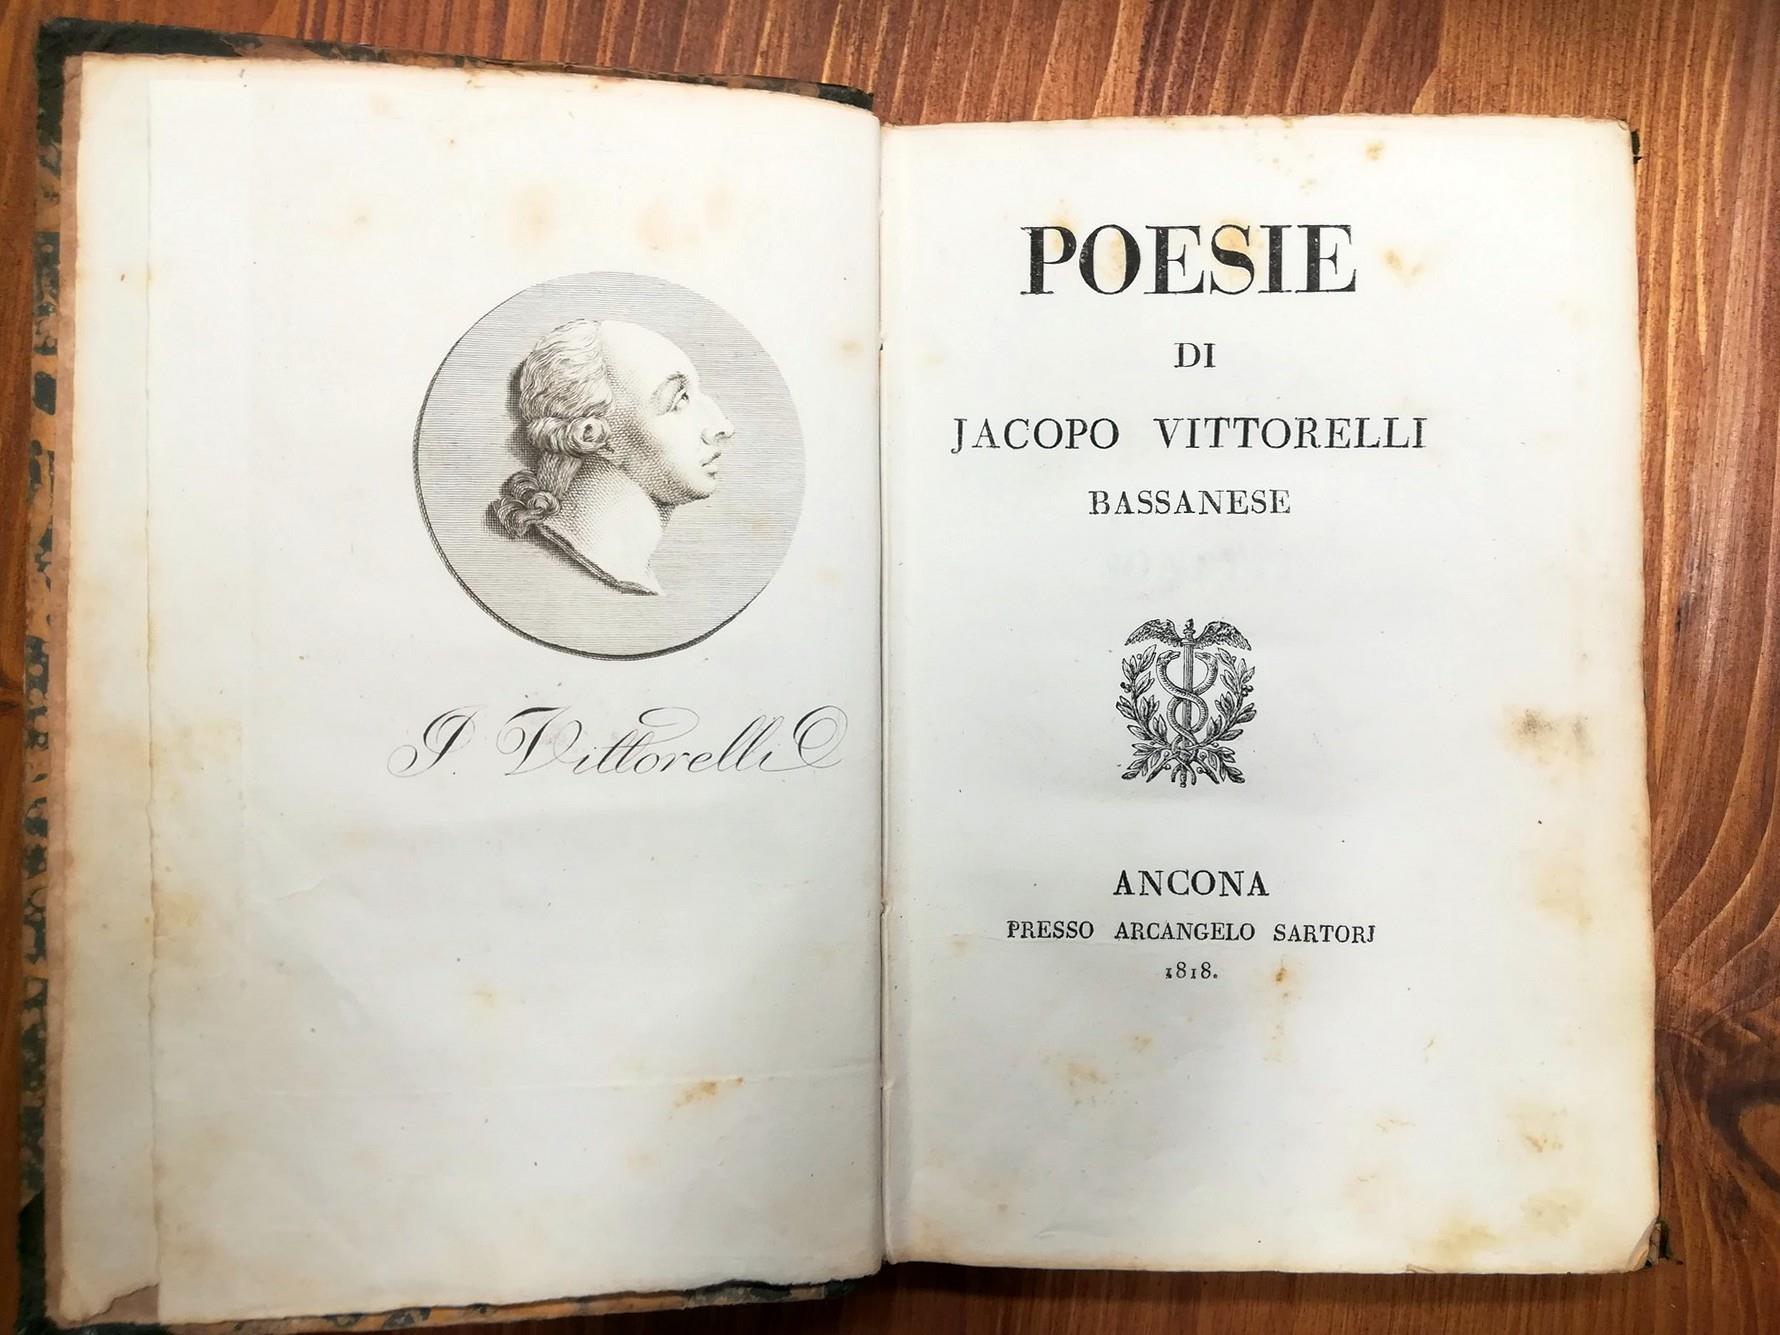 J. Vittorelli
POESIE
DI
JACOPO VITTORELLI
BASSANESE
ANCONA
PRESSO ARCANGELO SARTORJ
1818.